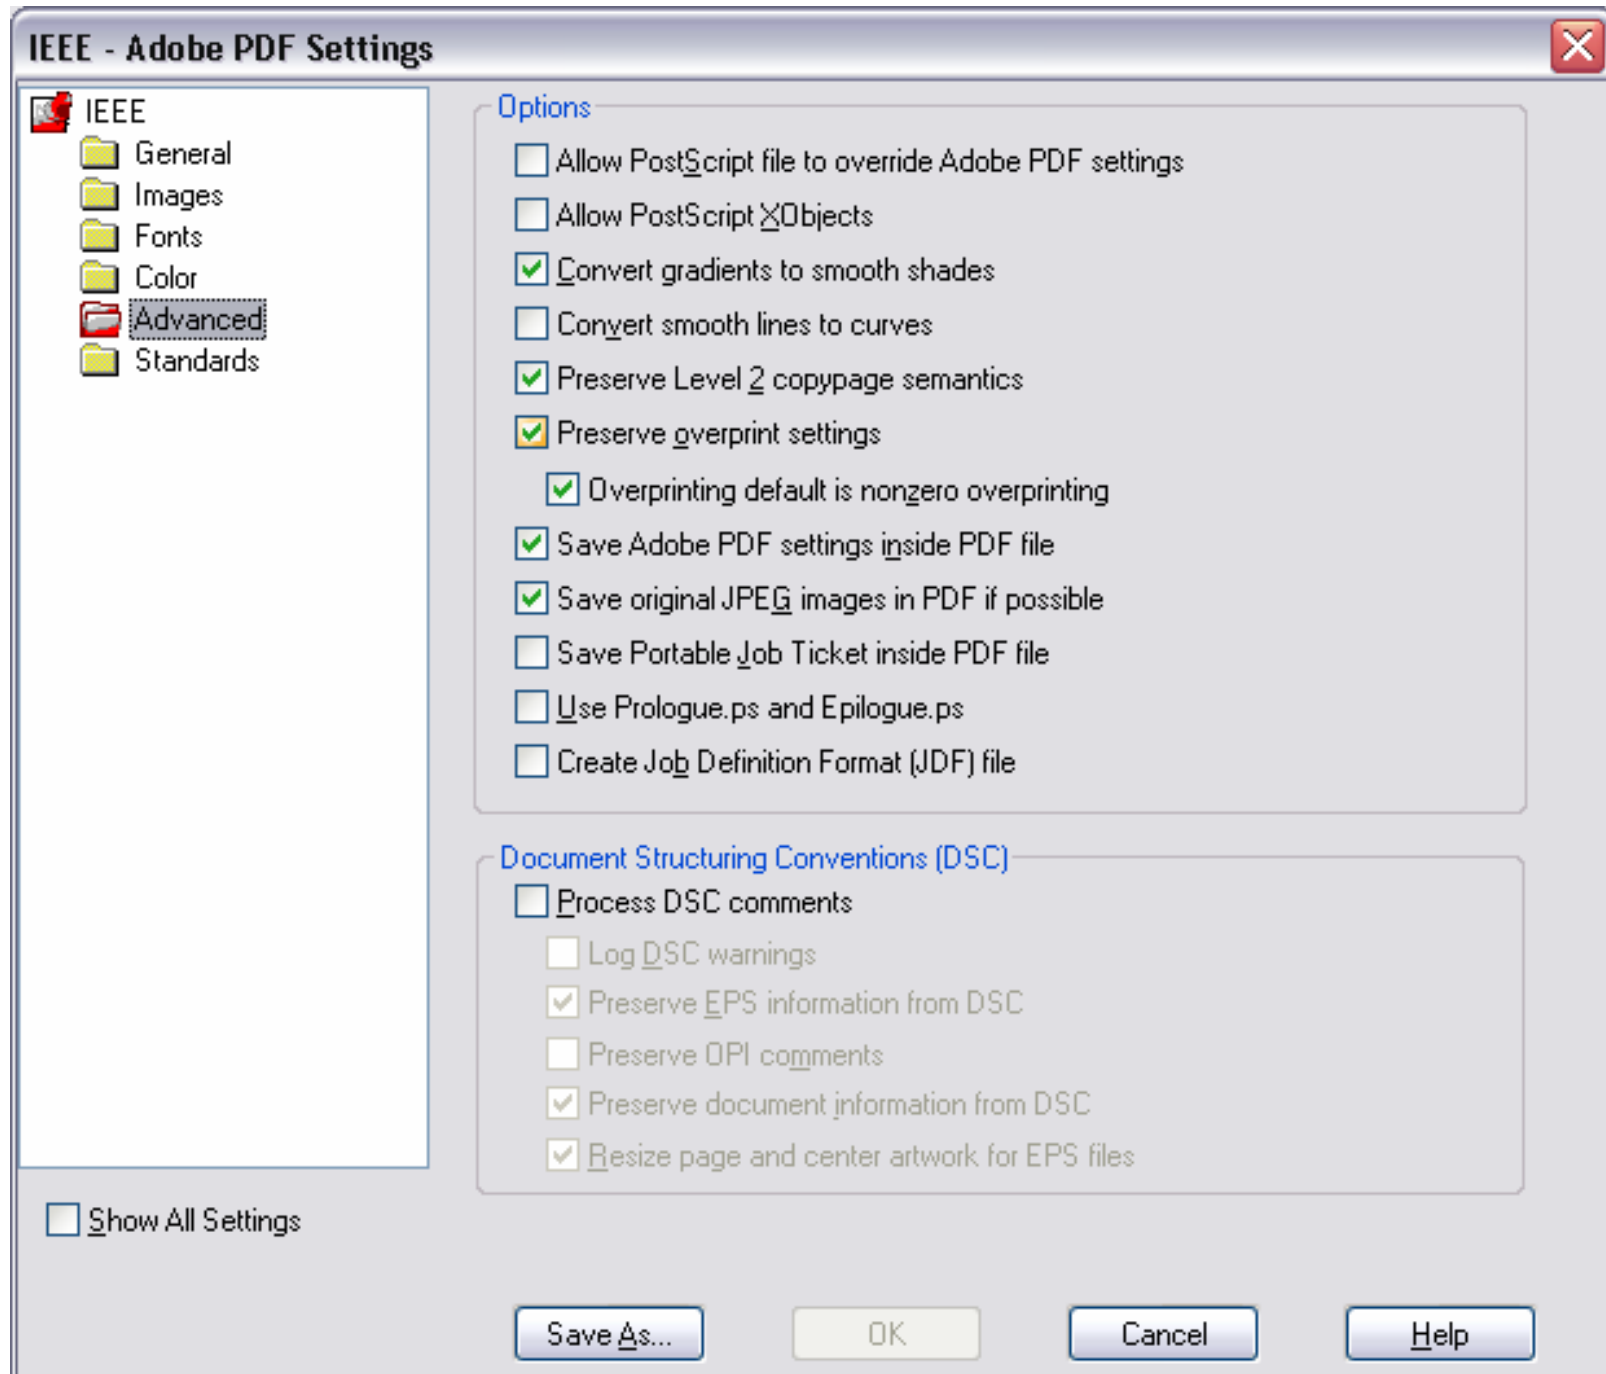 IEEE - Adobe PDF Settings
IEEE
General
Images
Fonts
Color
Advanced
Standards
Show All Settings
Options
Allow PostScript file to override Adobe PDF settings
Allow PostScript XObjects
Convert gradients to smooth shades
Convert smooth lines to curves
Preserve Level 2 copypage semantics
Preserve overprint settings
Overprinting default is nonzero overprinting
Save Adobe PDF settings inside PDF file
Save original JPEG images in PDF if possible
Save Portable Job Ticket inside PDF file
Use Prologue.ps and Epilogue.ps
Create Job Definition Format (JDF) file
Document Structuring Conventions (DSC)
Process DSC comments
Log DSC warnings
Preserve EPS information from DSC
Preserve OPI comments
Preserve document information from DSC
Resize page and center artwork for EPS files
Save As...
OK
Cancel
Help